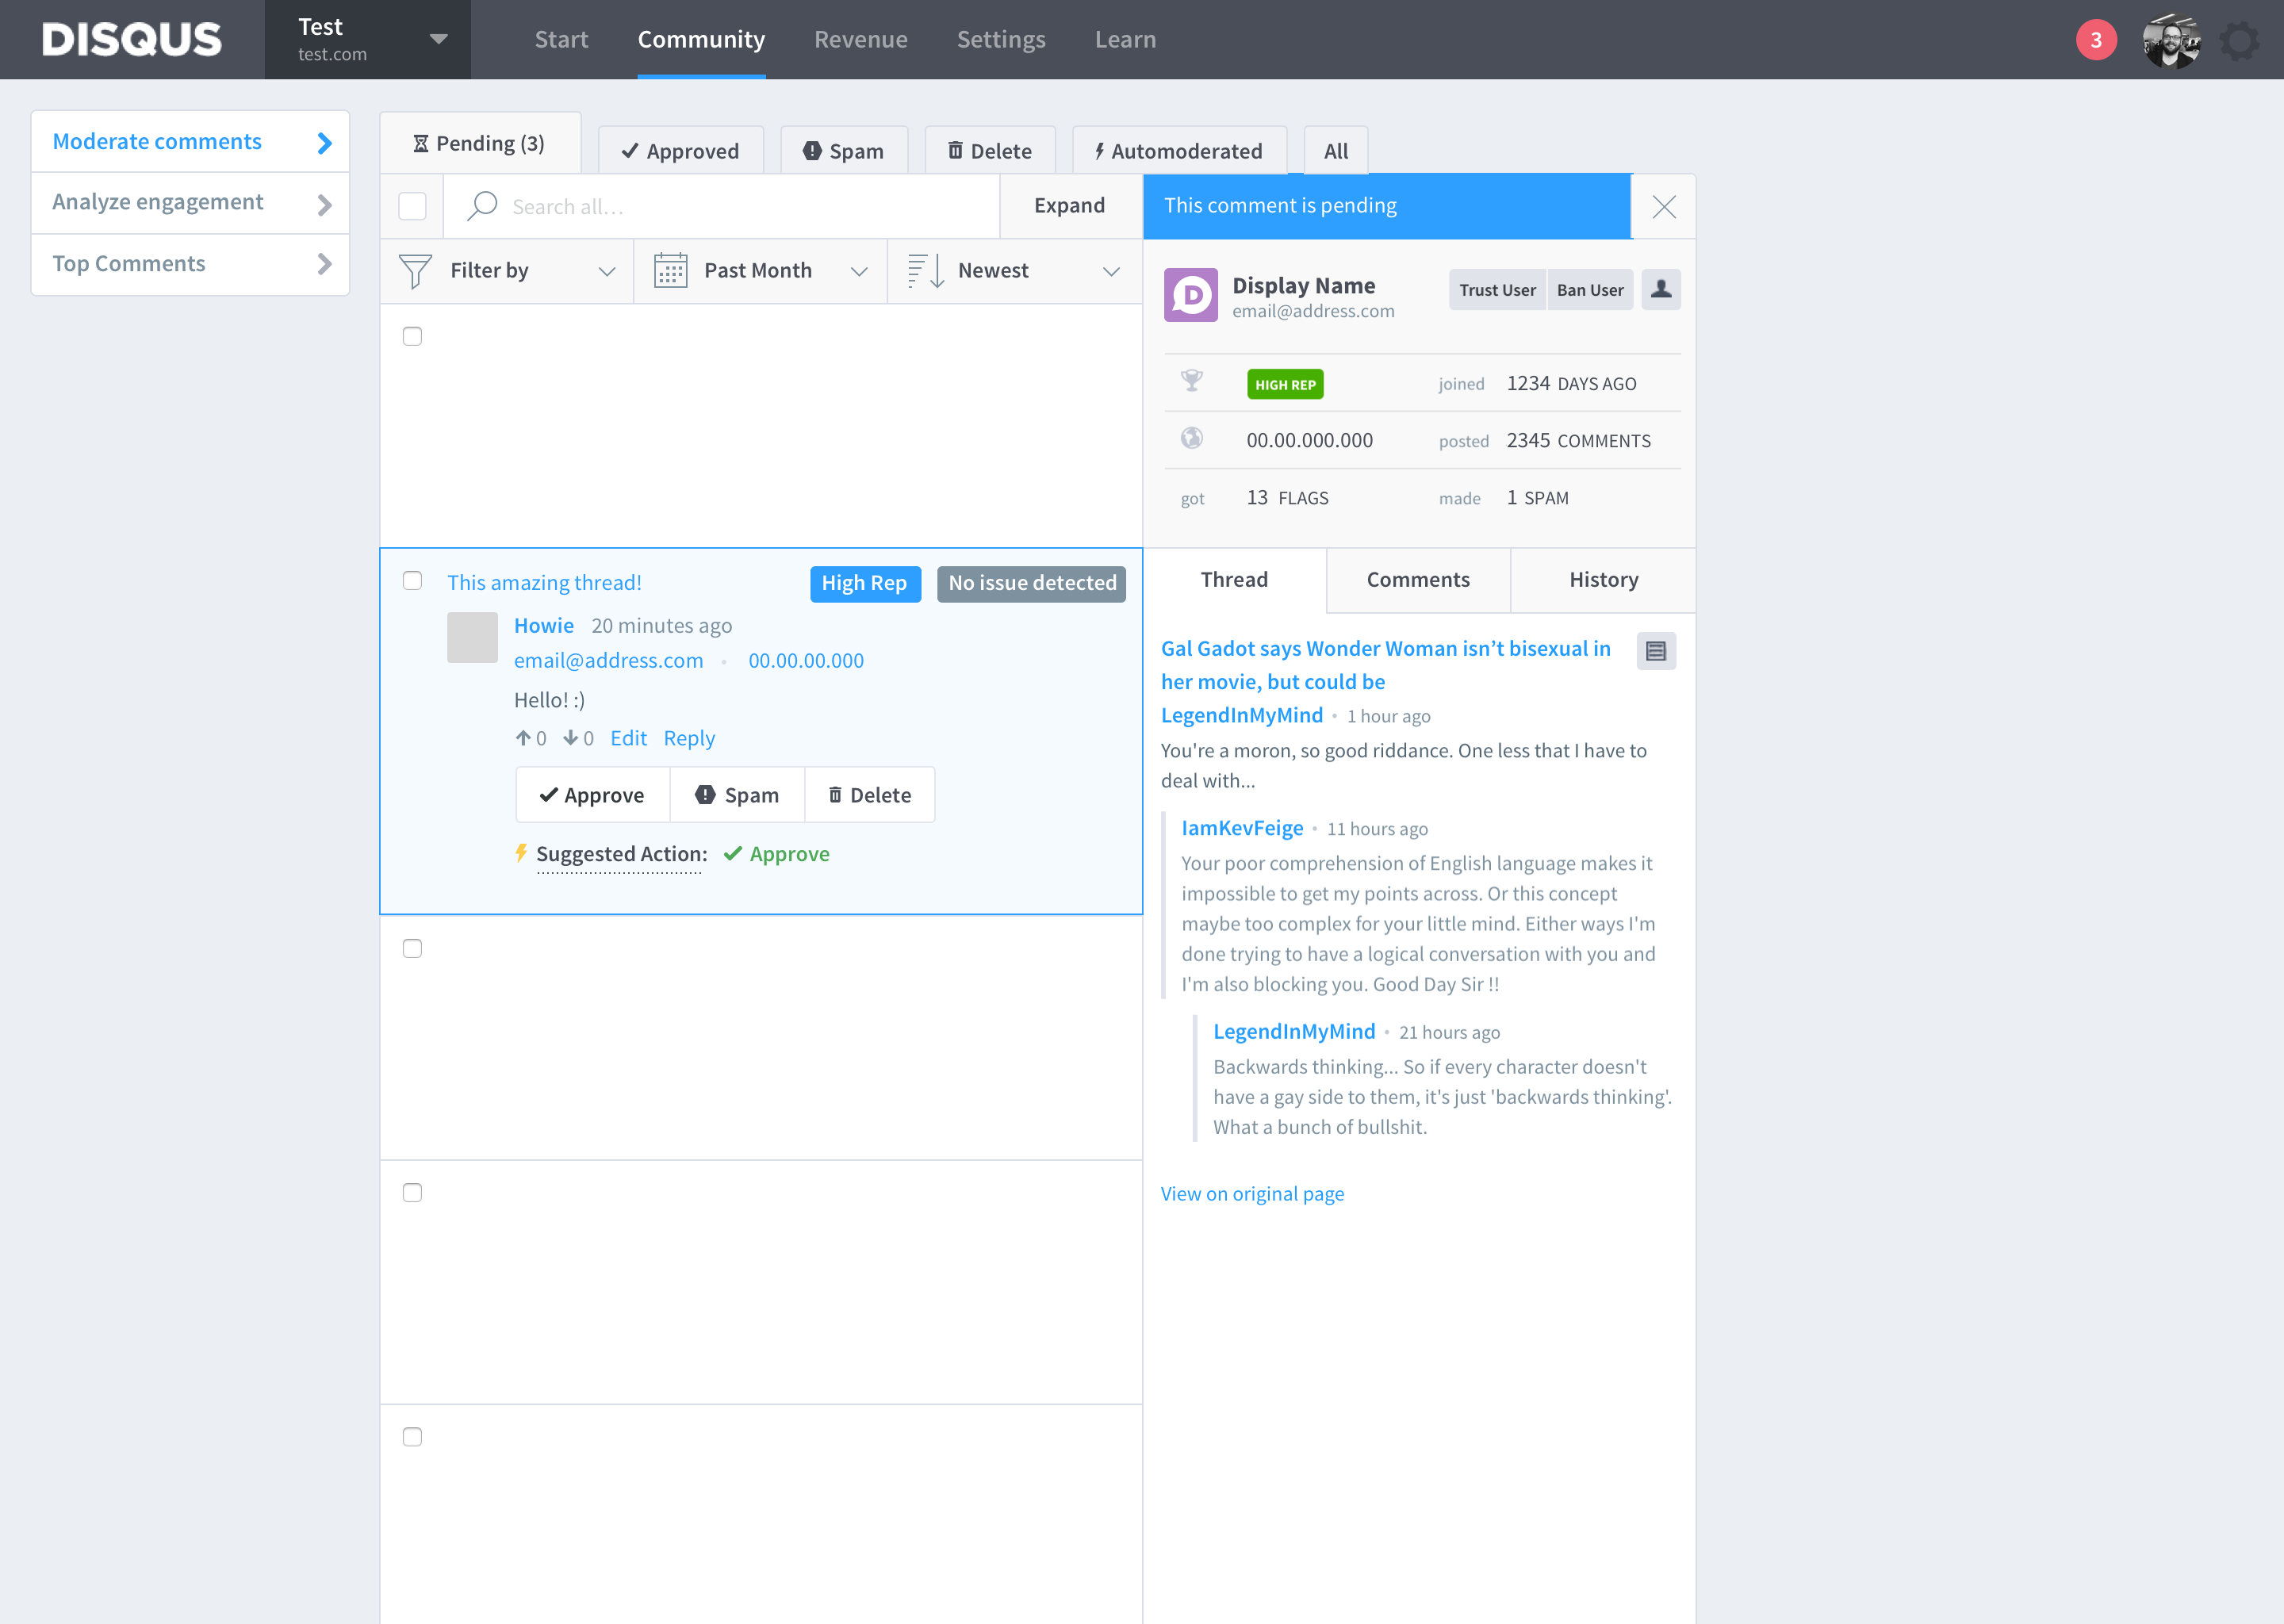 DISQUS
Test
test.com
Start
Community
Revenue
Settings
Learn
3
Moderate comments
Analyze engagement
Top Comments
Pending (3)
Approved
Spam
Delete
Automoderated
All
Search all…
Expand
Filter by
Past Month
Newest
This amazing thread!
High Rep
No issue detected
Howie 20 minutes ago
email@address.com • 00.00.00.000
Hello! :)
0 0 Edit Reply
Approve
Spam
Delete
Suggested Action: Approve
This comment is pending
Display Name
email@address.com
Trust User
Ban User
HIGH REP
joined 1234 DAYS AGO
00.00.000.000
posted 2345 COMMENTS
got 13 FLAGS
made 1 SPAM
Thread
Comments
History
Gal Gadot says Wonder Woman isn’t bisexual in
her movie, but could be
LegendInMyMind • 1 hour ago
You're a moron, so good riddance. One less that I have to
deal with...
IamKevFeige • 11 hours ago
Your poor comprehension of English language makes it
impossible to get my points across. Or this concept
maybe too complex for your little mind. Either ways I'm
done trying to have a logical conversation with you and
I'm also blocking you. Good Day Sir !!
LegendInMyMind • 21 hours ago
Backwards thinking... So if every character doesn't
have a gay side to them, it's just 'backwards thinking'.
What a bunch of bullshit.
View on original page